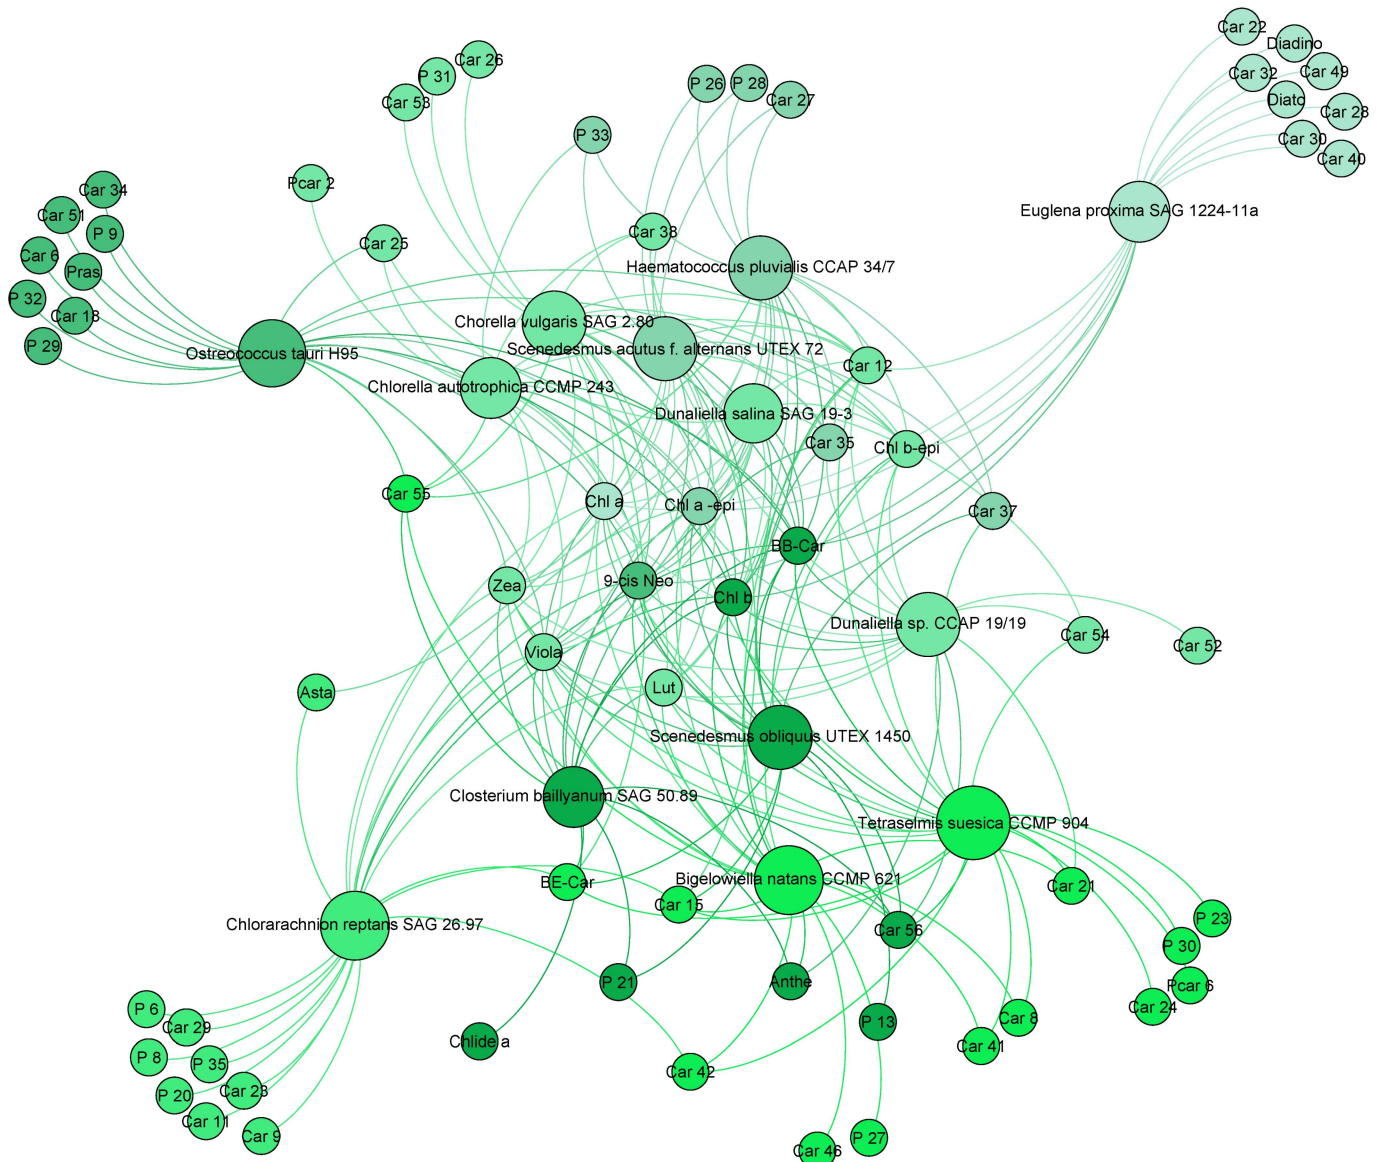 Car 22
Diadino
Car 26
P 31
Car 32
Car 49
P 26
P 28
Car 53
Car 27
Diato
Car 28
P 33
Car 30
Car 40
Pcar 2
Car 34
Car 51
Euglena proxima SAG 1224-11a
P 9
Car 38
Car 25
Car 6
Pras
Haematococcus pluvialis CCAP 34/7
P 32
Car 18
Chorella vulgaris SAG 2.80
P 29
Ostreococcus tauri H95
Scenedesmus acutus f. alternans UTEX 72
Car 12
Chlorella autotrophica CCMP 243
Dunaliella salina SAG 19-3
Car 35
Chl b-epi
Car 55
Chl a
Chl a -epi
Car 37
BB-Car
Zea
9-cis Neo
Chl b
Dunaliella sp. CCAP 19/19
Car 54
Car 52
Viola
Lut
Asta
Scenedesmus obliquus UTEX 1450
Closterium baillyanum SAG 50.89
Tetraselmis suesica CCMP 904
BE-Car
Bigelowiella natans CCMP 621
Car 21
Car 15
P 23
Chlorarachnion reptans SAG 26.97
Car 56
P 30
P 21
Anthe
Pcar 6
Car 24
P 6
Car 29
Car 8
P 13
Chlide a
Car 41
P 8
P 35
Car 42
Car 23
P 20
Car 11
Car 9
P 27
Car 46